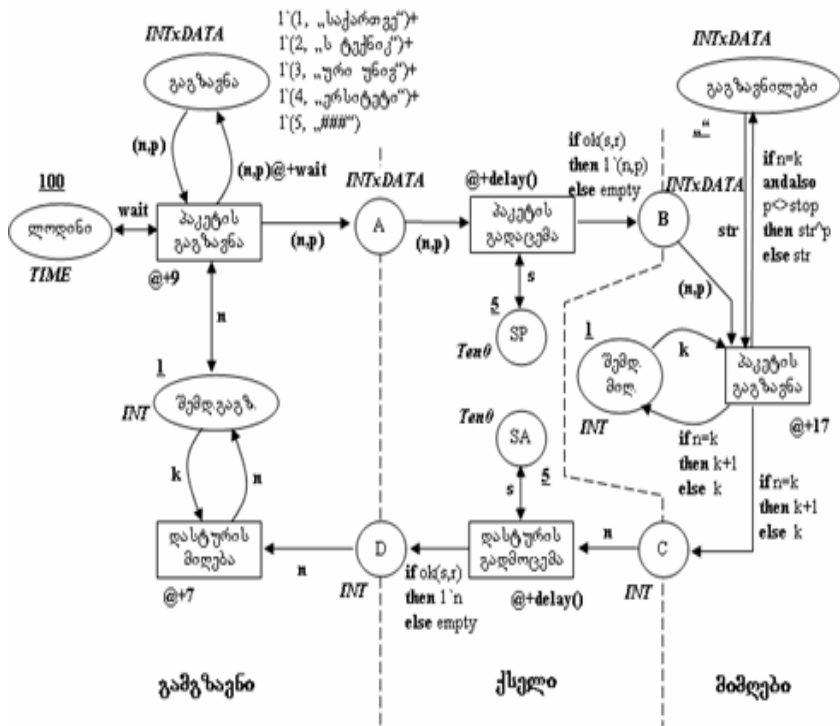 INTxDATA
გაგზავნა
1`(1, „საქართვე“)+
1`(2, „ს ტექნიკ“)+
1`(3, „ური უნივ“)+
1`(4, „ერსიტეტი“)+
1`(5, „###“)
INTxDATA
გაგზავნილები
„“
(n,p)
(n,p)@+wait
100
ლოდინი
TIME
wait
პაკეტის
გაგზავნა
@+9
(n,p)
INTxDATA
A
(n,p)
@+delay()
პაკეტის
გადაცემა
if ok(s,r)
then 1`(n,p)
else empty
INTxDATA
B
str
if n=k
andalso
p<>stop
then str^p
else str
(n,p)
s
5
SP
Ten0
n
1
შემდ.გაგზ.
INT
k
n
1
შემდ.
მიღ.
INT
k
პაკეტის
გაგზავნა
@+17
if n=k
then k+1
else k
if n=k
then k+1
else k
Ten0
SA
5
s
დასტურის
მიღება
@+7
n
D
INT
if ok(s,r)
then 1`n
else empty
დასტურის
გადმოცემა
@+delay()
n
C
INT
გამგზავნი
ქსელი
მიმღები